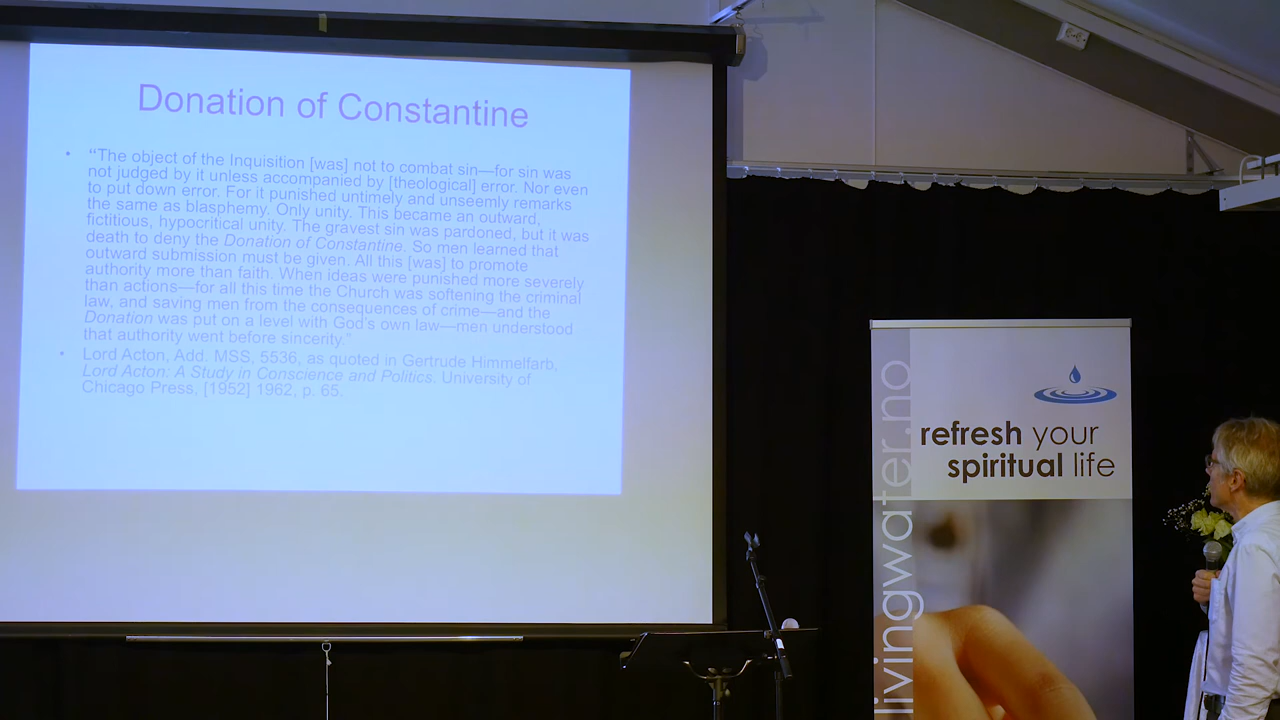 Donation of Constantine
• “The object of the Inquisition [was] not to combat sin—for sin was
not judged by it unless accompanied by [theological] error. Nor even
to put down error. For it punished untimely and unseemly remarks
the same as blasphemy. Only unity. This became an outward,
fictitious, hypocritical unity. The gravest sin was pardoned, but it was
death to deny the Donation of Constantine. So men learned that
outward submission must be given. All this [was] to promote
authority more than faith. When ideas were punished more severely
than actions—for all this time the Church was softening the criminal
law, and saving men from the consequences of crime—and the
Donation was put on a level with God's own law—men understood
that authority went before sincerity.”
• Lord Acton, Add. MSS, 5536, as quoted in Gertrude Himmelfarb,
Lord Acton: A Study in Conscience and Politics. University of
Chicago Press, [1952] 1962, p. 65.
livingwater.no
refresh your
spiritual life